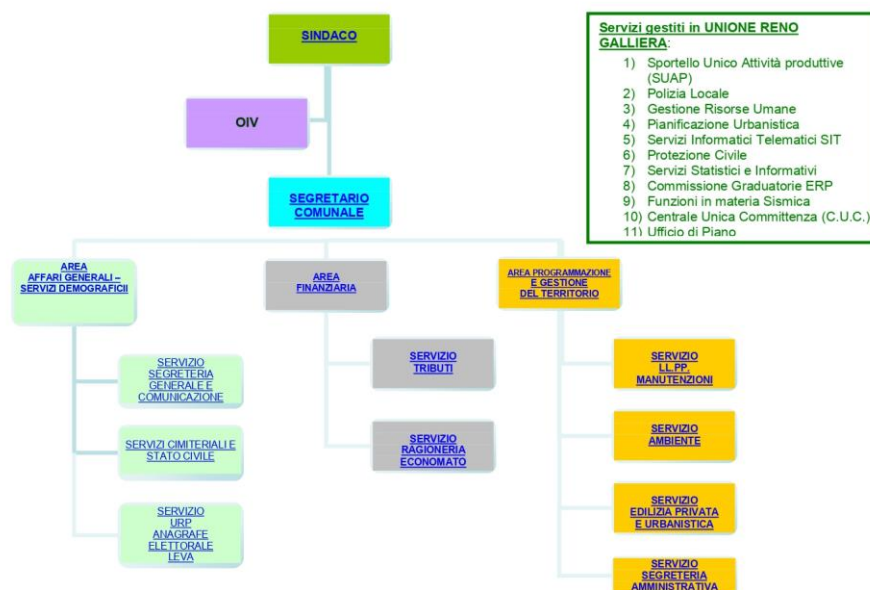 SINDACO
OIV
SEGRETARIO
COMUNALE
Servizi gestiti in UNIONE RENO
GALLIERA:
1) Sportello Unico Attività produttive
(SUAP)
2) Polizia Locale
3) Gestione Risorse Umane
4) Pianificazione Urbanistica
5) Servizi Informatici Telematici SIT
6) Protezione Civile
7) Servizi Statistici e Informativi
8) Commissione Graduatorie ERP
9) Funzioni in materia Sismica
10) Centrale Unica Committenza (C.U.C.)
11) Ufficio di Piano
AREA
AFFARI GENERALI –
SERVIZI DEMOGRAFICII
SERVIZIO
SEGRETERIA
GENERALE E
COMUNICAZIONE
SERVIZI CIMITERIALI E
STATO CIVILE
SERVIZIO
URP
ANAGRAFE
ELETTORALE
LEVA
AREA
FINANZIARIA
SERVIZIO
TRIBUTI
SERVIZIO
RAGIONERIA
ECONOMATO
AREA PROGRAMMAZIONE
E GESTIONE
DEL TERRITORIO
SERVIZIO
LL.PP.
MANUTENZIONI
SERVIZIO
AMBIENTE
SERVIZIO
EDILIZIA PRIVATA
E URBANISTICA
SERVIZIO
SEGRETERIA
AMMINISTRATIVA